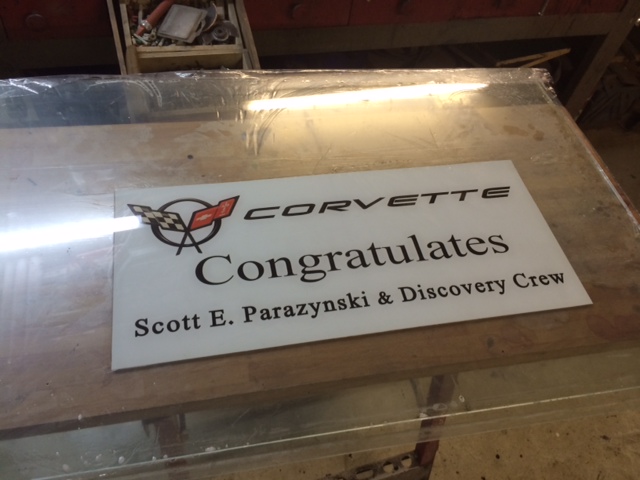 CORVETTE
Congratulates
Scott E. Parazynski & Discovery Crew